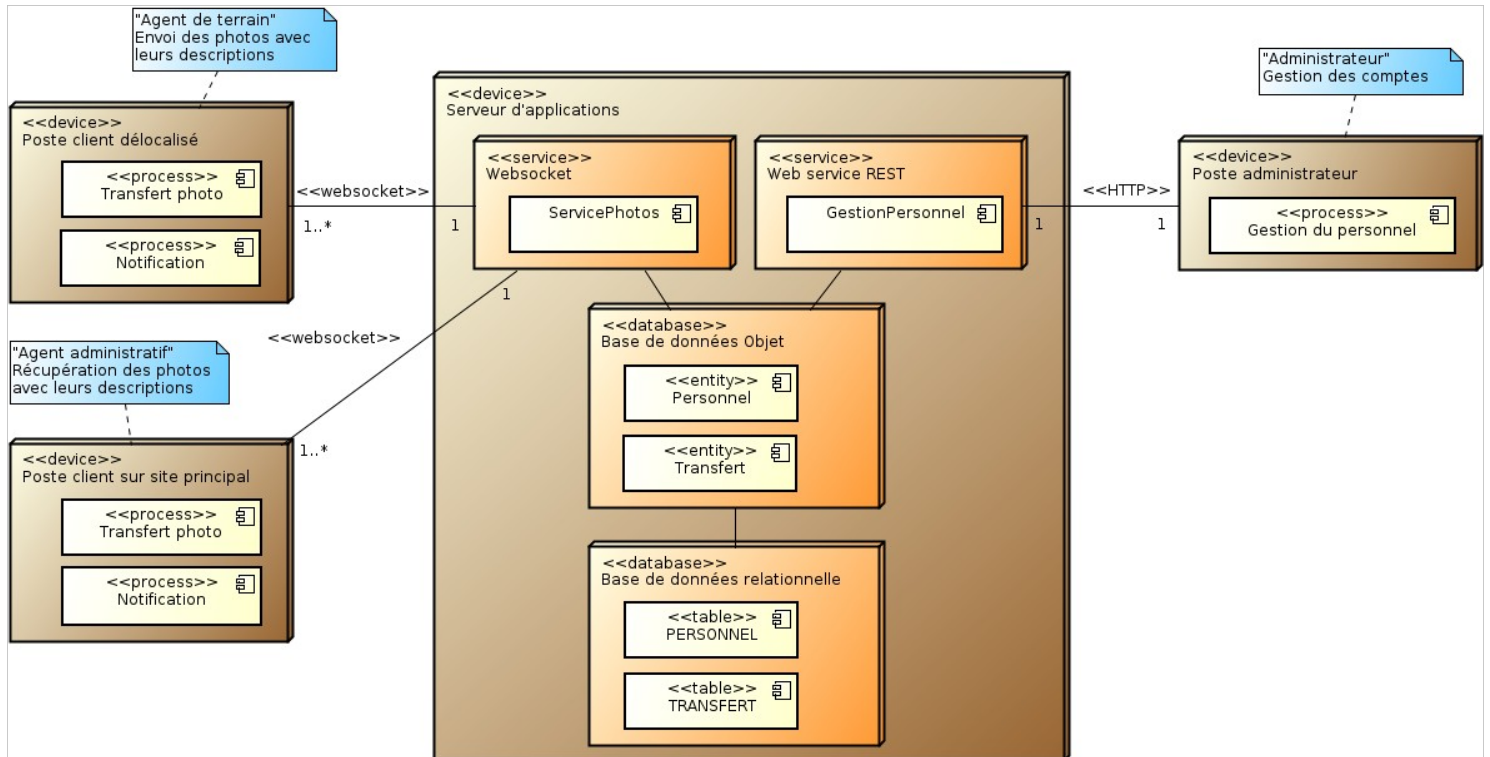 "Agent de terrain"
Envoi des photos avec
leurs descriptions
<<device>>
Poste client délocalisé
<<process>>
Transfert photo
<<process>>
Notification
<<websocket>>
1..*
1
"Agent administratif"
Récupération des photos
avec leurs descriptions
<<device>>
Poste client sur site principal
<<process>>
Transfert photo
<<process>>
Notification
<<websocket>>
1..*
1
<<device>>
Serveur d'applications
<<service>>
Websocket
ServicePhotos
<<service>>
Web service REST
GestionPersonnel
<<database>>
Base de données Objet
<<entity>>
Personnel
<<entity>>
Transfert
<<database>>
Base de données relationnelle
<<table>>
PERSONNEL
<<table>>
TRANSFERT
<<HTTP>>
1
1
"Administrateur"
Gestion des comptes
<<device>>
Poste administrateur
<<process>>
Gestion du personnel